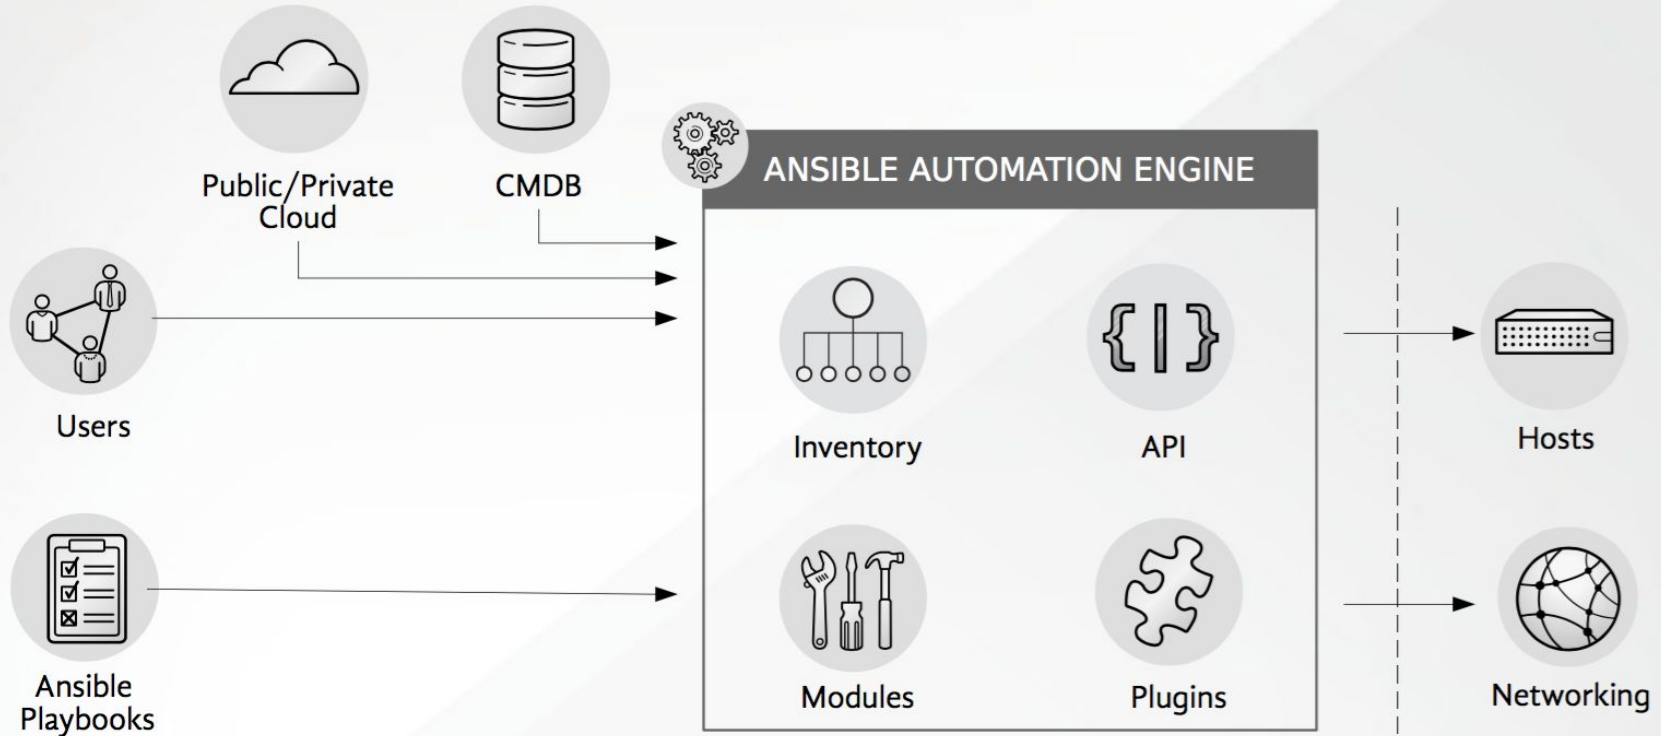 Public/Private
Cloud
CMDB
ANSIBLE AUTOMATION ENGINE
Users
Inventory
API
Hosts
Ansible
Playbooks
Modules
Plugins
Networking